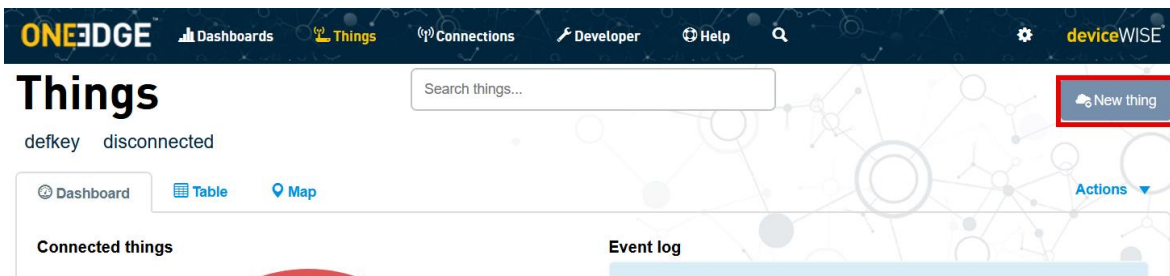 ONEEDGE™ Dashboards Things Connections Developer Help deviceWISE®
Things
Search things...
New thing
defkey disconnected
Dashboard Table Map Actions
Connected things
Event log